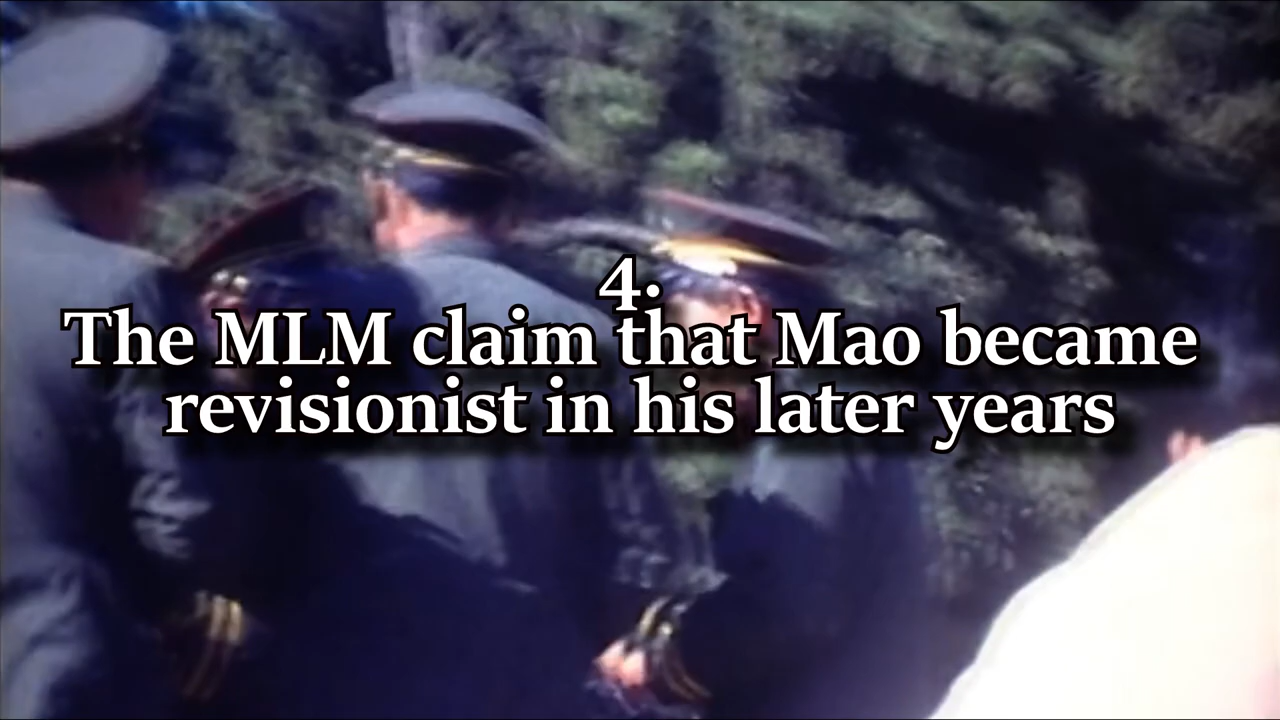 4.
The MLM claim that Mao became
revisionist in his later years